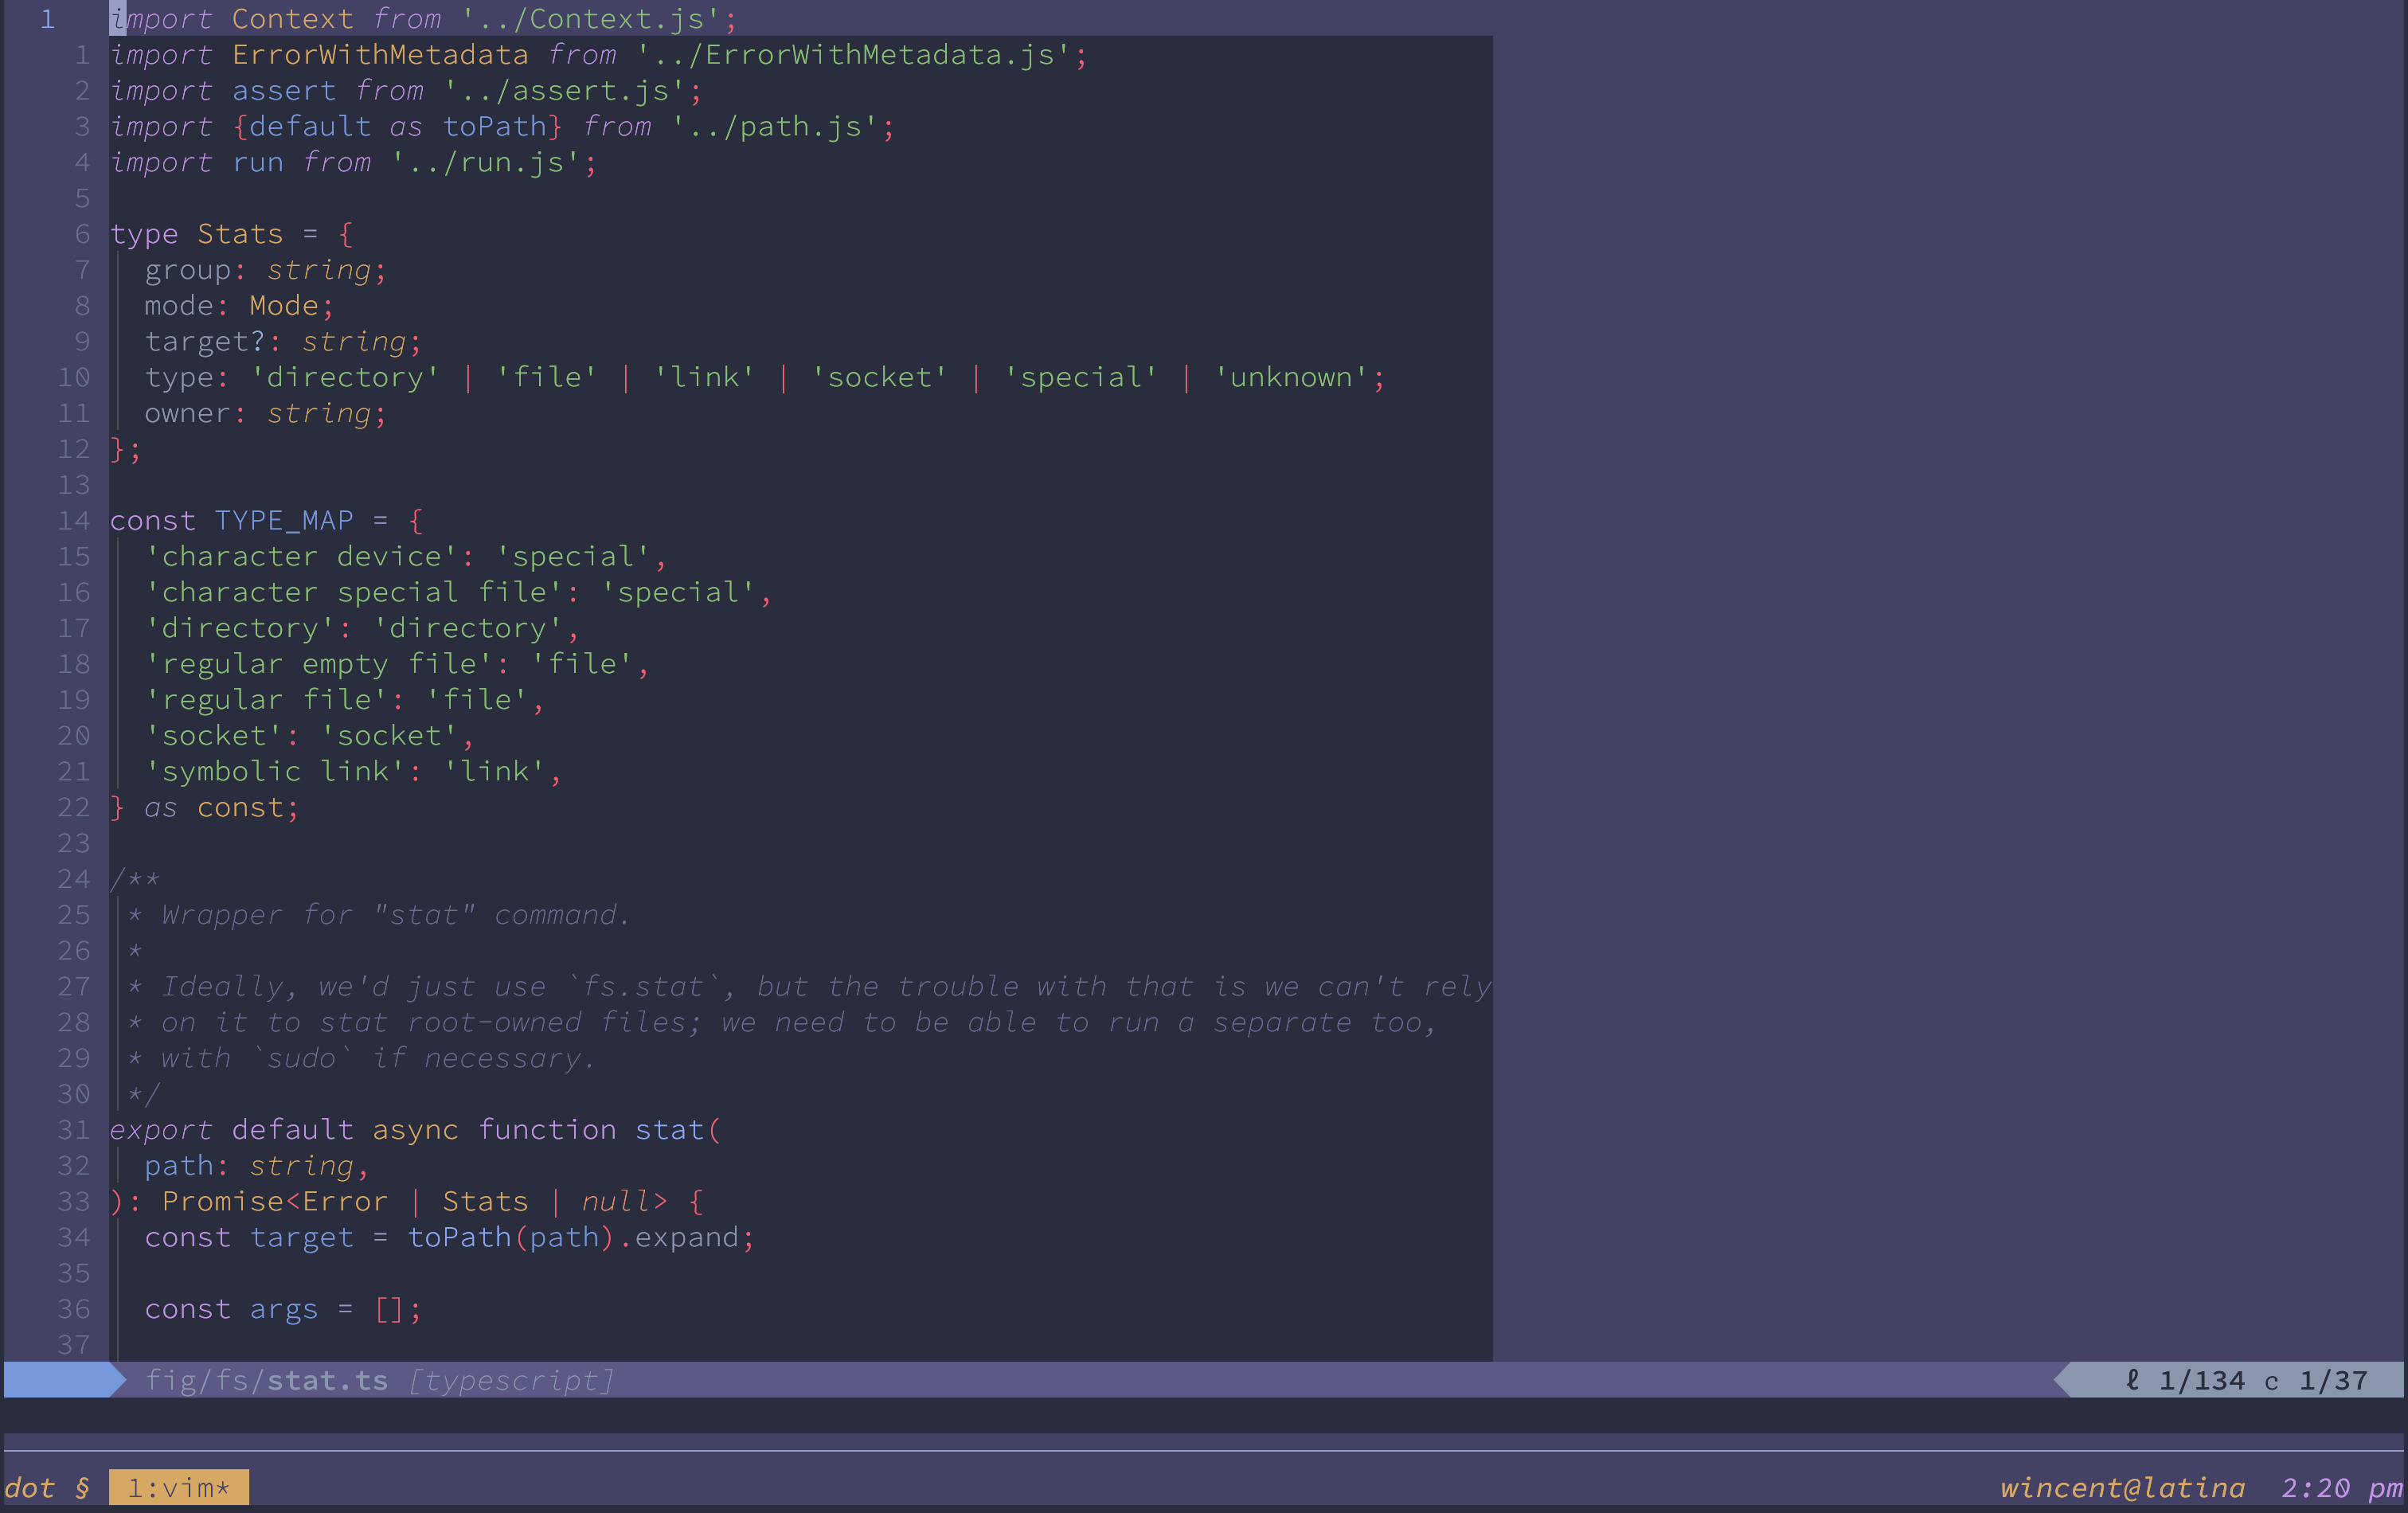 1 import Context from '../Context.js';
1 import ErrorWithMetadata from '../ErrorWithMetadata.js';
2 import assert from '../assert.js';
3 import {default as toPath} from '../path.js';
4 import run from '../run.js';
5
6 type Stats = {
7   group: string;
8   mode: Mode;
9   target?: string;
10   type: 'directory' | 'file' | 'link' | 'socket' | 'special' | 'unknown';
11   owner: string;
12 };
13
14 const TYPE_MAP = {
15   'character device': 'special',
16   'character special file': 'special',
17   'directory': 'directory',
18   'regular empty file': 'file',
19   'regular file': 'file',
20   'socket': 'socket',
21   'symbolic link': 'link',
22 } as const;
23
24 /**
25  * Wrapper for "stat" command.
26  *
27  * Ideally, we'd just use `fs.stat`, but the trouble with that is we can't rely
28  * on it to stat root-owned files; we need to be able to run a separate too,
29  * with `sudo` if necessary.
30  */
31 export default async function stat(
32   path: string,
33 ): Promise<Error | Stats | null> {
34   const target = toPath(path).expand;
35
36   const args = [];
37
fig/fs/stat.ts [typescript] ℓ 1/134 c 1/37
dot § 1:vim* wincent@latina 2:20 pm